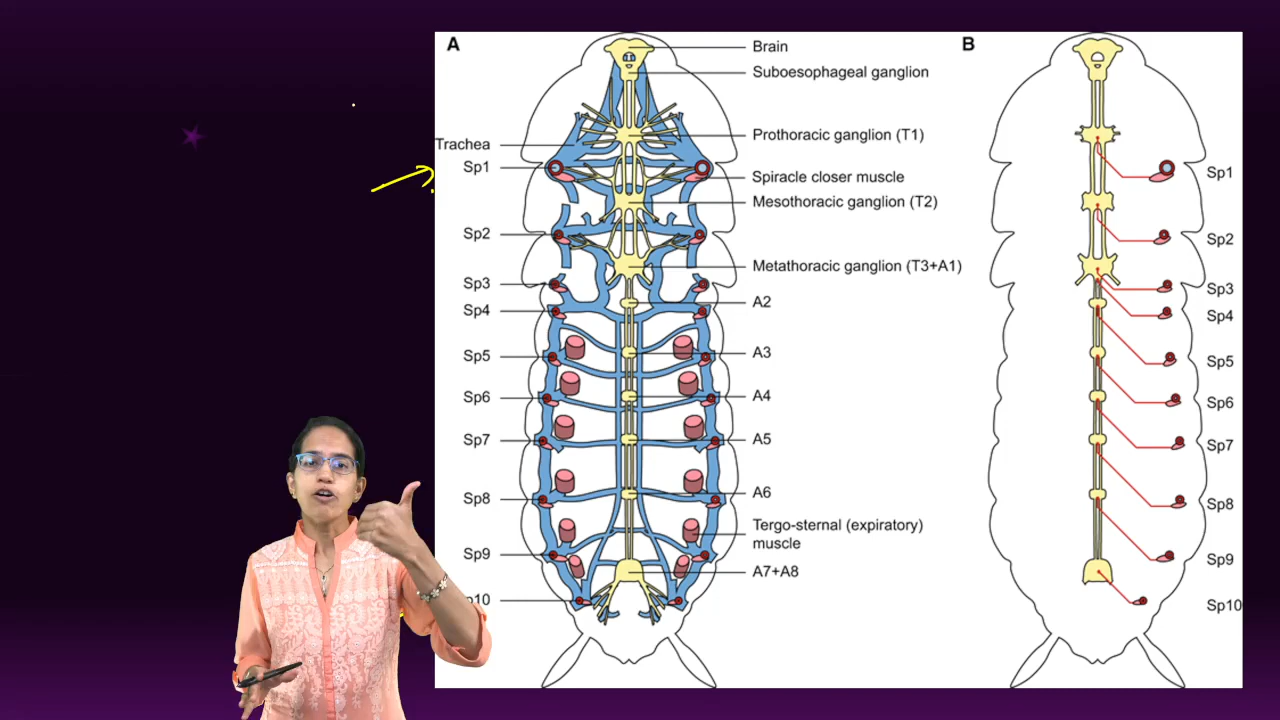 A
Brain
Suboesophageal ganglion
Trachea
Prothoracic ganglion (T1)
Sp1
Spiracle closer muscle
Mesothoracic ganglion (T2)
Sp2
Metathoracic ganglion (T3+A1)
Sp3
A2
Sp4
A3
Sp5
A4
Sp6
A5
Sp7
A6
Sp8
Tergo-sternal (expiratory)
muscle
Sp9
A7+A8
p10
B
Sp1
Sp2
Sp3
Sp4
Sp5
Sp6
Sp7
Sp8
Sp9
Sp10